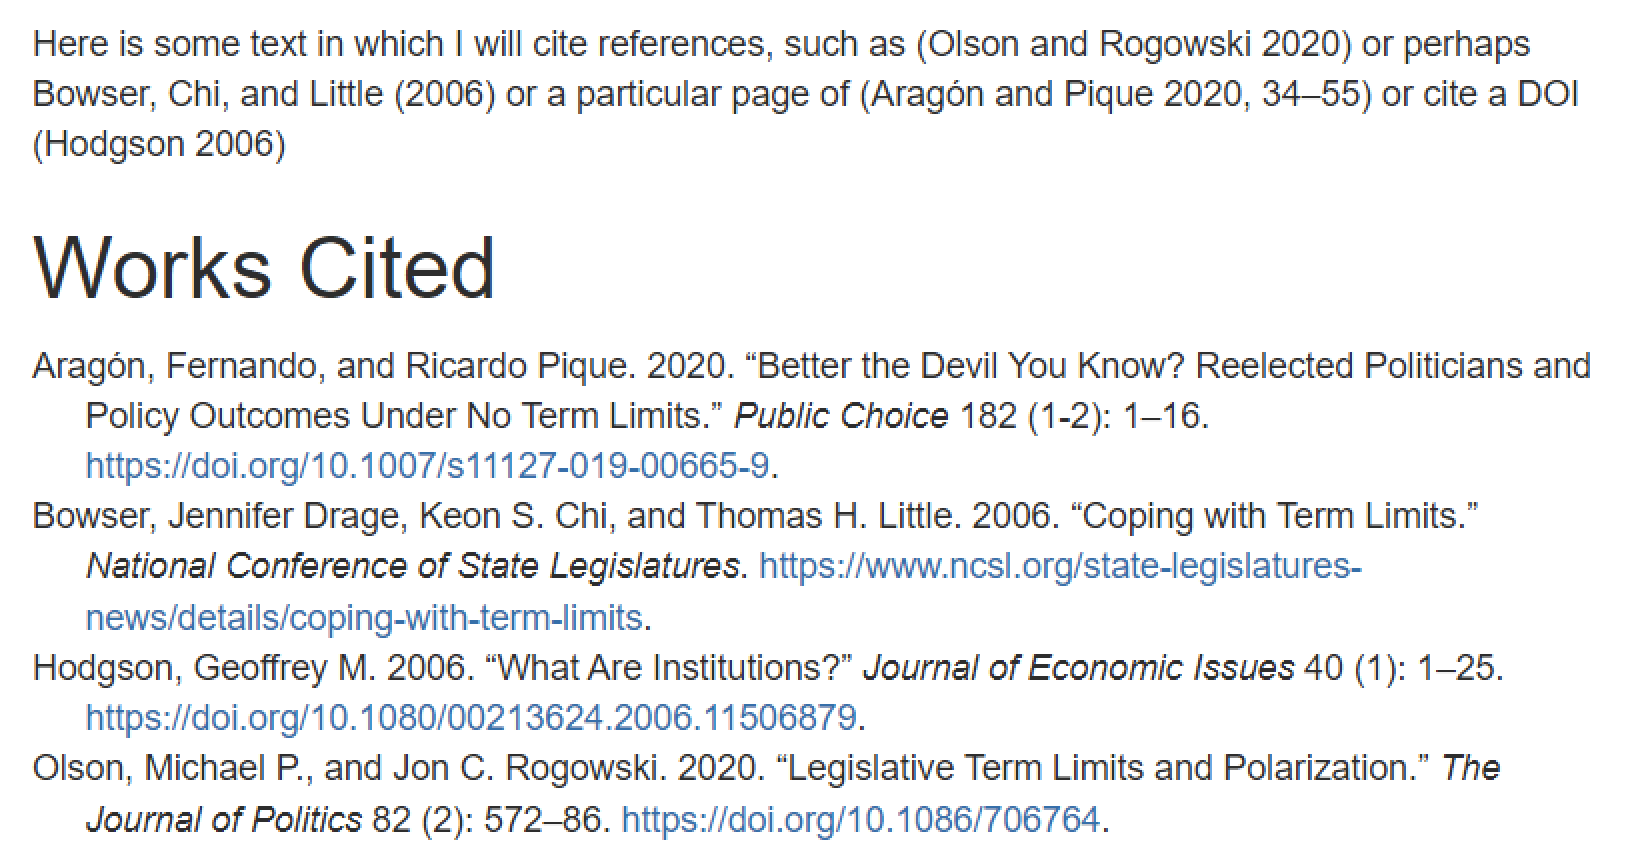 Here is some text in which I will cite references, such as (Olson and Rogowski 2020) or perhaps
Bowser, Chi, and Little (2006) or a particular page of (Aragón and Pique 2020, 34–55) or cite a DOI
(Hodgson 2006)
Works Cited
Aragón, Fernando, and Ricardo Pique. 2020. “Better the Devil You Know? Reelected Politicians and
Policy Outcomes Under No Term Limits.” Public Choice 182 (1-2): 1–16.
https://doi.org/10.1007/s11127-019-00665-9.
Bowser, Jennifer Drage, Keon S. Chi, and Thomas H. Little. 2006. “Coping with Term Limits.”
National Conference of State Legislatures. https://www.ncsl.org/state-legislatures-
news/details/coping-with-term-limits.
Hodgson, Geoffrey M. 2006. “What Are Institutions?” Journal of Economic Issues 40 (1): 1–25.
https://doi.org/10.1080/00213624.2006.11506879.
Olson, Michael P., and Jon C. Rogowski. 2020. “Legislative Term Limits and Polarization.” The
Journal of Politics 82 (2): 572–86. https://doi.org/10.1086/706764.